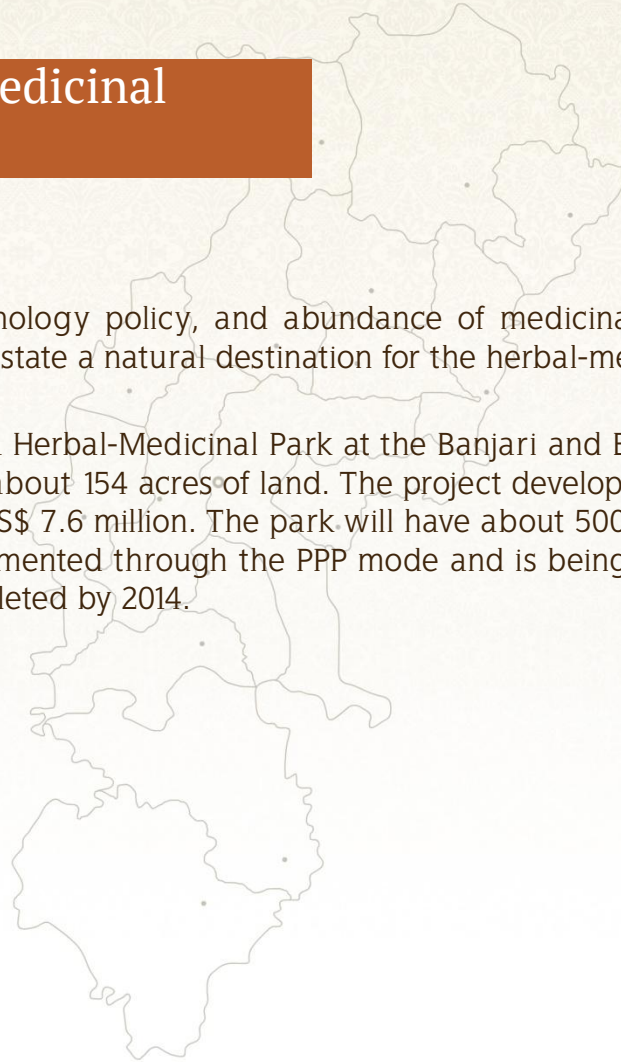 edicinal
nology policy, and abundance of medicina
state a natural destination for the herbal-me
Herbal-Medicinal Park at the Banjari and
about 154 acres of land. The project develop
S$ 7.6 million. The park will have about 500
mented through the PPP mode and is being
leted by 2014.